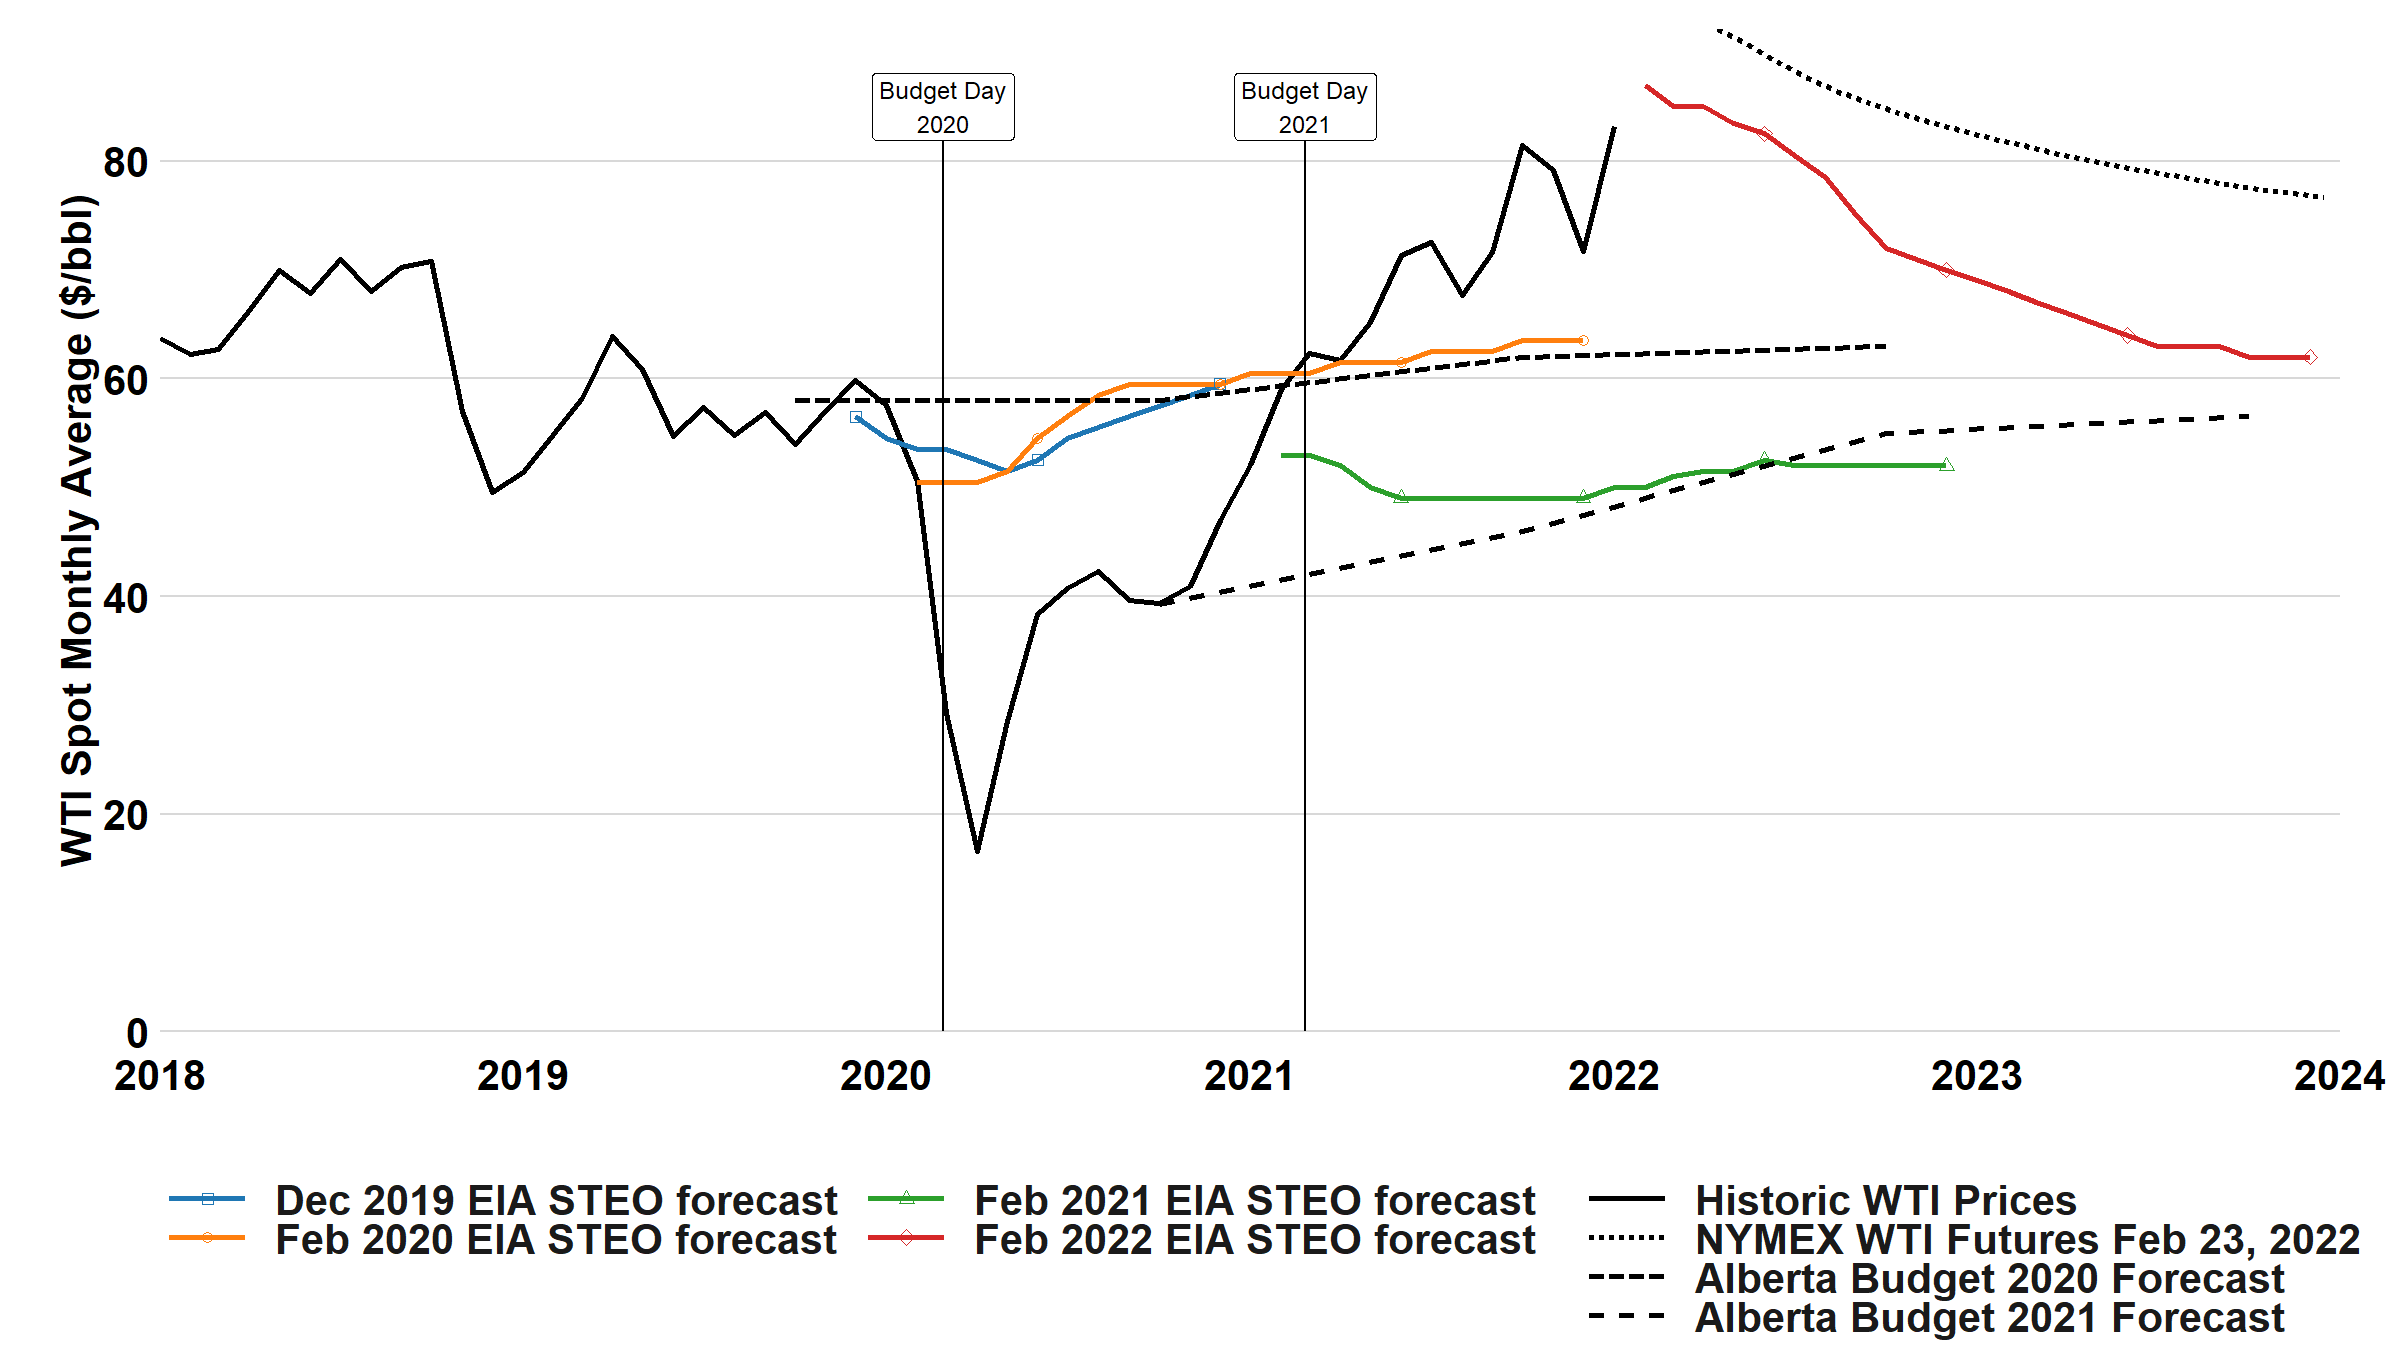 Budget Day
2020
Budget Day
2021
WTI Spot Monthly Average ($/bbl)
80
60
40
20
0
2018
2019
2020
2021
2022
2023
2024
Dec 2019 EIA STEO forecast
Feb 2020 EIA STEO forecast
Feb 2021 EIA STEO forecast
Feb 2022 EIA STEO forecast
Historic WTI Prices
NYMEX WTI Futures Feb 23, 2022
Alberta Budget 2020 Forecast
Alberta Budget 2021 Forecast